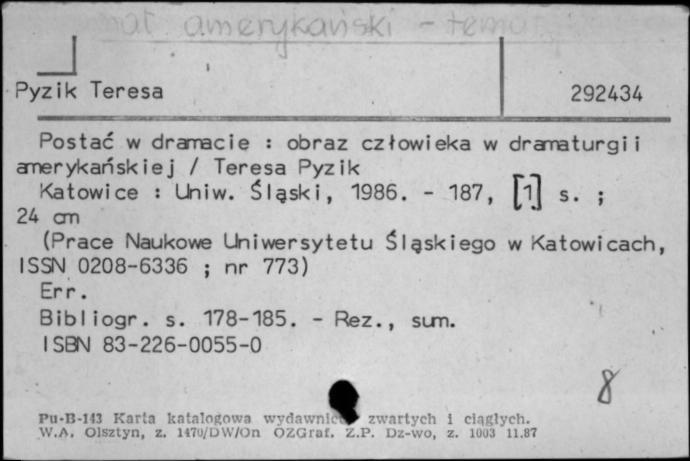 amerykański - temat
Pyzik Teresa 292434
Postać w dramacie : obraz człowieka w dramaturgii
amerykańskiej / Teresa Pyzik
Katowice : Uniw. Śląski, 1986. - 187, [1] s. ;
24 cm
(Prace Naukowe Uniwersytetu Śląskiego w Katowicach,
ISSN 0208-6336 ; nr 773)
Err.
Bibliogr. s. 178-185. - Rez., sum.
ISBN 83-226-0055-0
8
Pu-B-143 Karta katalogowa zwartych i ciągłych.
W.A. Olsztyn, z. 1470/DW/On OZGraf. Z.P. Dz-wo, z. 1003 11.87